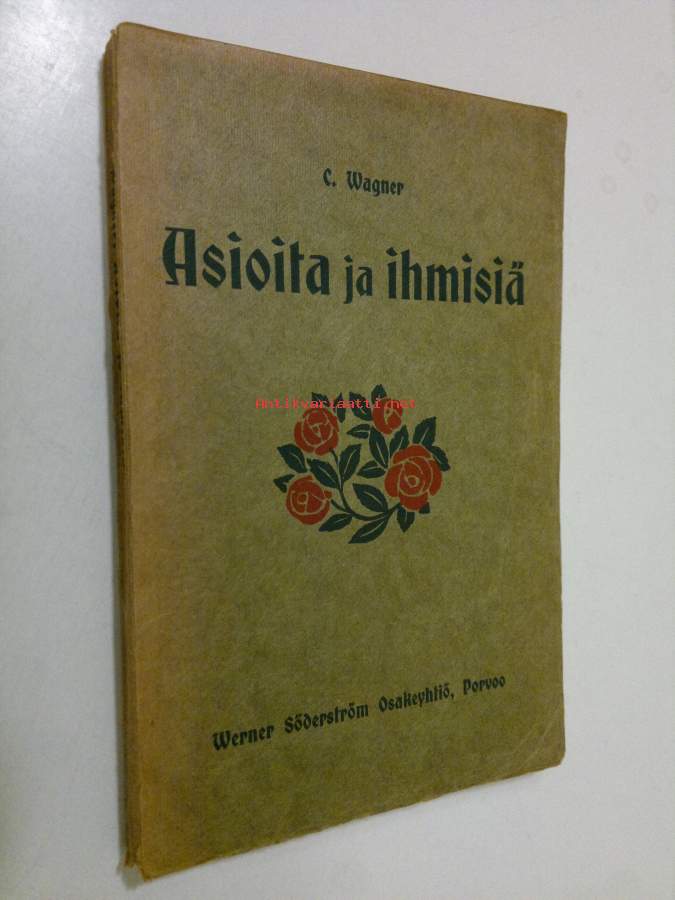 C. Wagner
Asioita ja ihmisiä
Antikvariaatti.net
Werner Söderström Osakeyhtiö, Porvoo